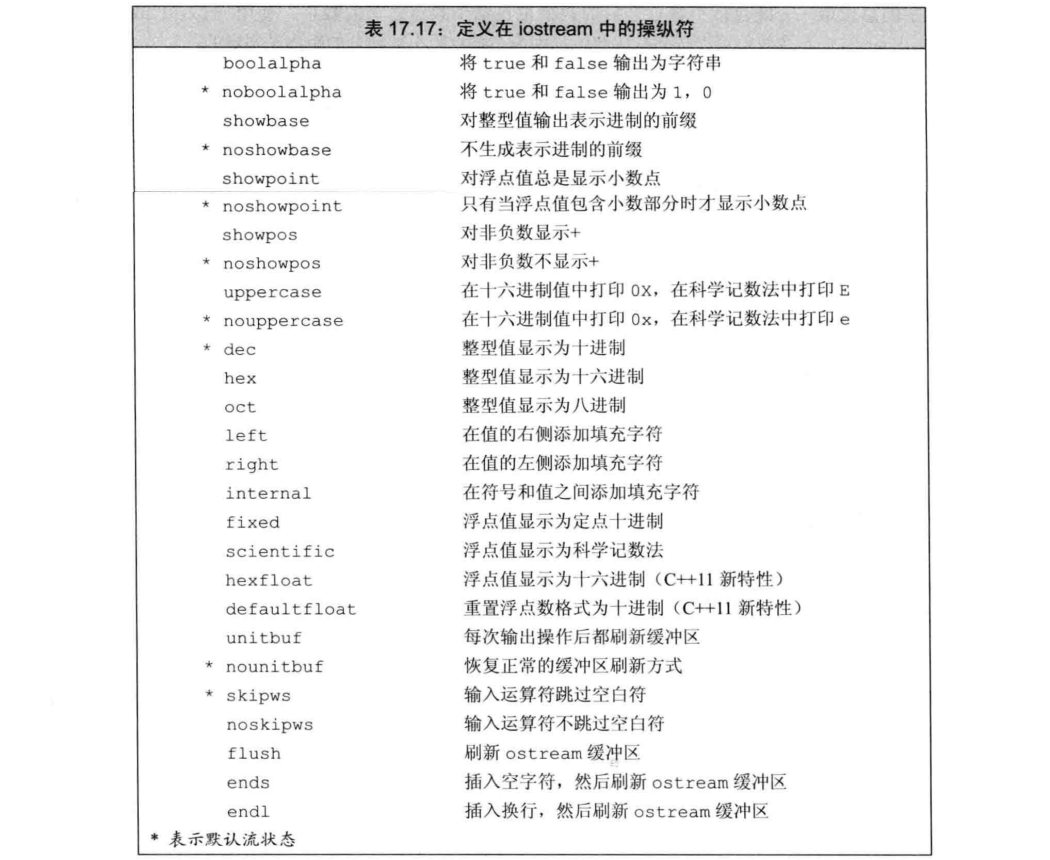 表 17.17：定义在 iostream 中的操纵符
boolalpha 将 true 和 false 输出为字符串
* noboolalpha 将 true 和 false 输出为 1，0
showbase 对整型值输出表示进制的前缀
* noshowbase 不生成表示进制的前缀
showpoint 对浮点值总是显示小数点
* noshowpoint 只有当浮点值包含小数部分时才显示小数点
showpos 对非负数显示+
* noshowpos 对非负数不显示+
uppercase 在十六进制值中打印 0X，在科学记数法中打印 E
* nouppercase 在十六进制值中打印 0x，在科学记数法中打印 e
* dec 整型值显示为十进制
hex 整型值显示为十六进制
oct 整型值显示为八进制
left 在值的右侧添加填充字符
right 在值的左侧添加填充字符
internal 在符号和值之间添加填充字符
fixed 浮点值显示为定点十进制
scientific 浮点值显示为科学记数法
hexfloat 浮点值显示为十六进制（C++11 新特性）
defaultfloat 重置浮点数格式为十进制（C++11 新特性）
unitbuf 每次输出操作后都刷新缓冲区
* nounitbuf 恢复正常的缓冲区刷新方式
* skipws 输入运算符跳过空白符
noskipws 输入运算符不跳过空白符
flush 刷新 ostream 缓冲区
ends 插入空字符，然后刷新 ostream 缓冲区
endl 插入换行，然后刷新 ostream 缓冲区
* 表示默认流状态